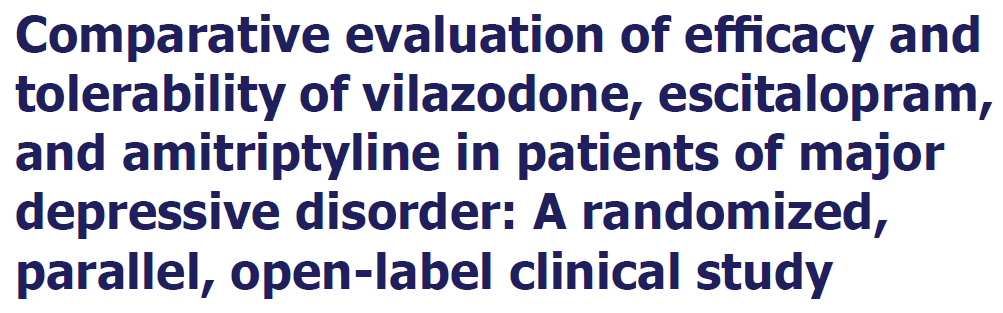 Comparative evaluation of efficacy and
tolerability of vilazodone, escitalopram,
and amitriptyline in patients of major
depressive disorder: A randomized,
parallel, open-label clinical study